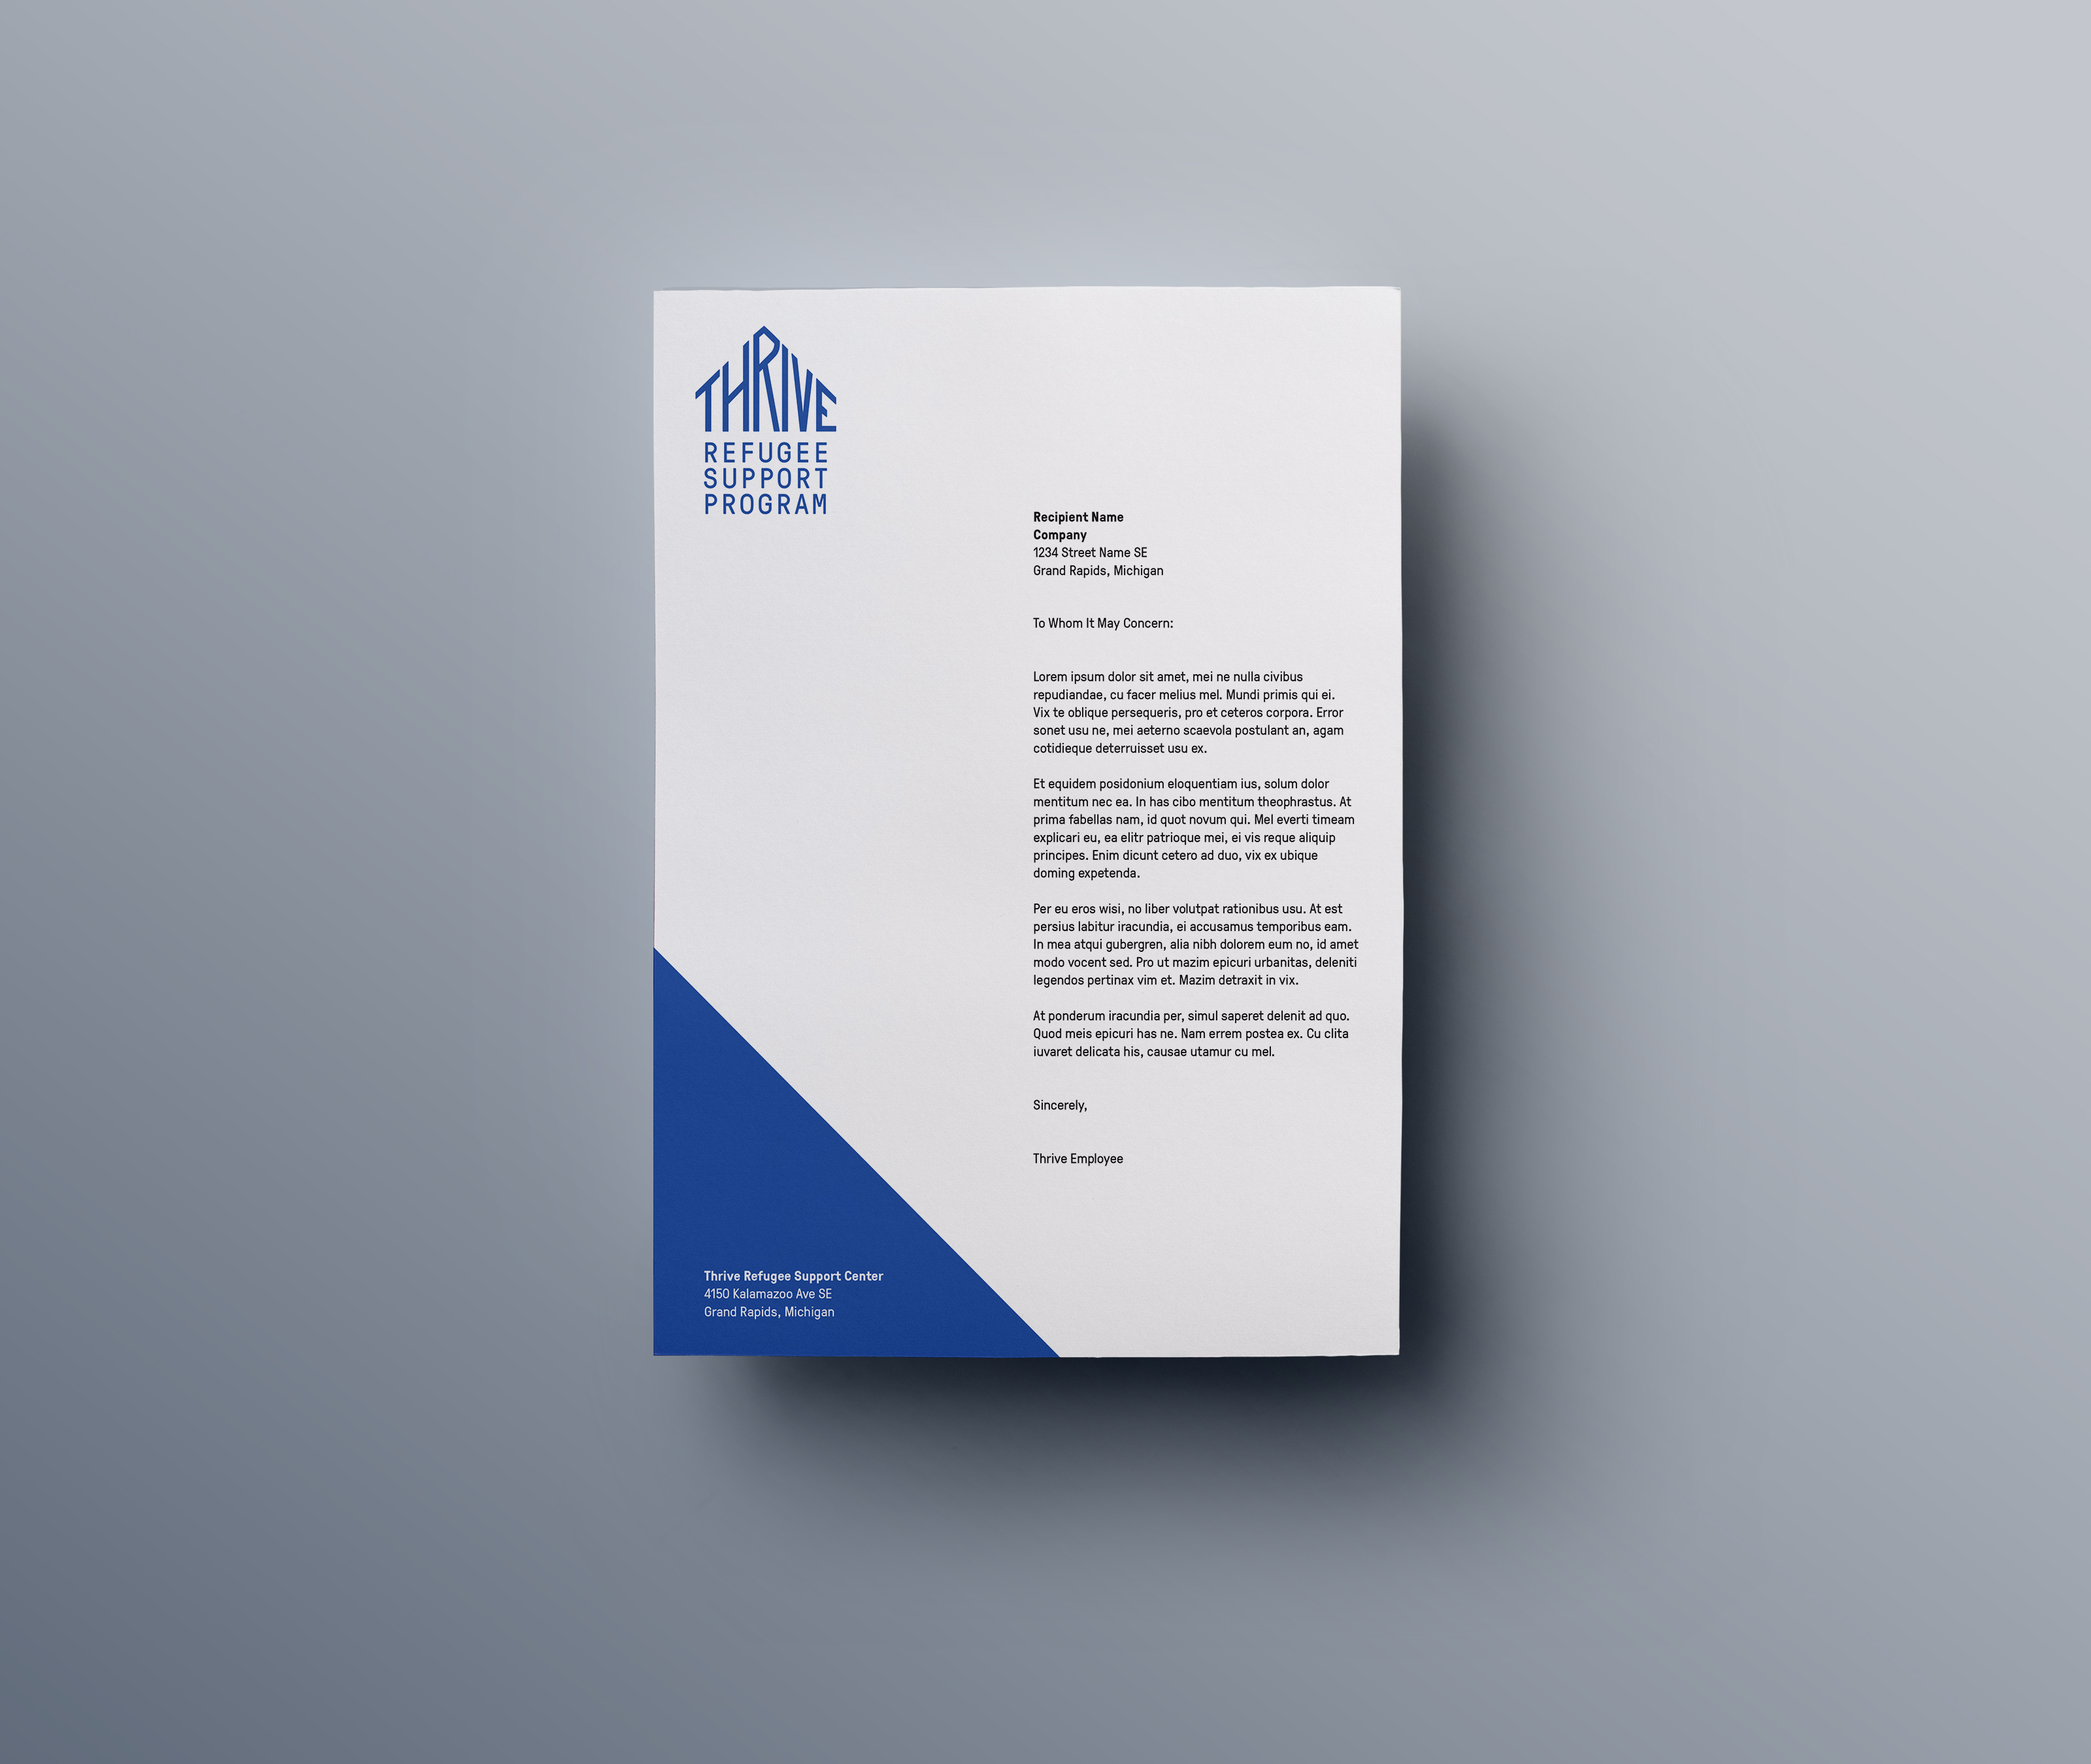 THRIVE
REFUGEE
SUPPORT
PROGRAM
Recipient Name
Company
1234 Street Name SE
Grand Rapids, Michigan
To Whom It May Concern:
Lorem ipsum dolor sit amet, mei ne nulla civibus
repudiandae, cu facer melius mel. Mundi primis qui ei.
Vix te oblique persequeris, pro et ceteros corpora. Error
sonet usu ne, mei aeterno scaevola postulant an, agam
cotidieque deterruisset usu ex.
Et equidem posidonium eloquentiam ius, solum dolor
mentitum nec ea. In has cibo mentitum theophrastus. At
prima fabellas nam, id quot novum qui. Mel everti timeam
explicari eu, ea elitr patrioque mei, ei vis reque aliquip
principes. Enim dicunt cetero ad duo, vix ex ubique
doming expetenda.
Per eu eros wisi, no liber volutpat rationibus usu. At est
persius labitur iracundia, ei accusamus temporibus eam.
In mea atqui gubergren, alia nibh dolorem eum no, id amet
modo vocent sed. Pro ut mazim epicuri urbanitas, deleniti
legendos pertinax vim et. Mazim detraxit in vix.
At ponderum iracundia per, simul saperet delenit ad quo.
Quod meis epicuri has ne. Nam errem postea ex. Cu clita
iuvaret delicata his, causae utamur cu mel.
Sincerely,
Thrive Employee
Thrive Refugee Support Center
4150 Kalamazoo Ave SE
Grand Rapids, Michigan